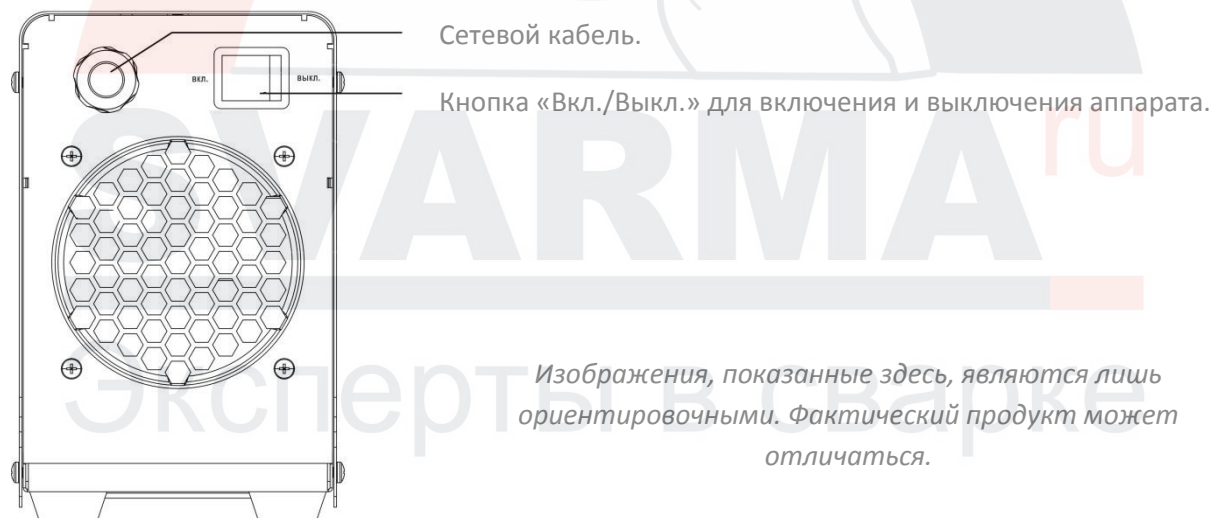 Сетевой кабель.
ВКЛ.
ВЫКЛ.
Кнопка «Вкл./Выкл.» для включения и выключения аппарата.
SVARMA
ru
Изображения, показанные здесь, являются лишь
ориентировочными. Фактический продукт может
отличаться.
Эксперты в сварке